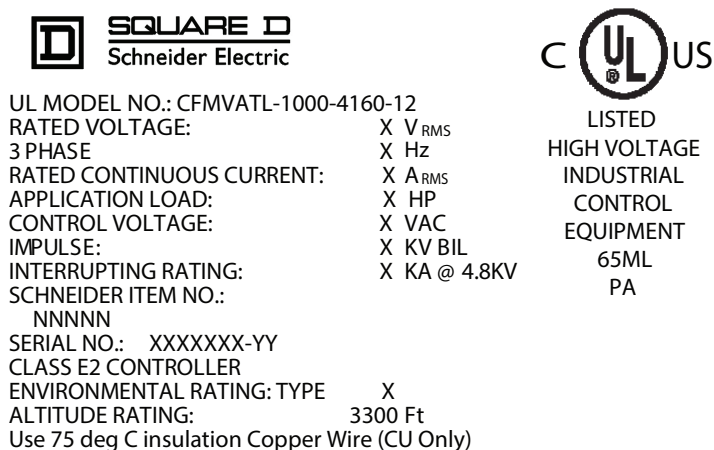 SQUARE D
Schneider Electric
UL MODEL NO.: CFMVATL-1000-4160-12
RATED VOLTAGE: X V RMS
3 PHASE X Hz
RATED CONTINUOUS CURRENT: X A RMS
APPLICATION LOAD: X HP
CONTROL VOLTAGE: X VAC
IMPULSE: X KV BIL
INTERRUPTING RATING: X KA @ 4.8KV
SCHNEIDER ITEM NO.:
NNNNN
SERIAL NO.: XXXXXXX-YY
CLASS E2 CONTROLLER
ENVIRONMENTAL RATING: TYPE X
ALTITUDE RATING: 3300 Ft
Use 75 deg C insulation Copper Wire (CU Only)
C UL ® US
LISTED
HIGH VOLTAGE
INDUSTRIAL
CONTROL
EQUIPMENT
65ML
PA